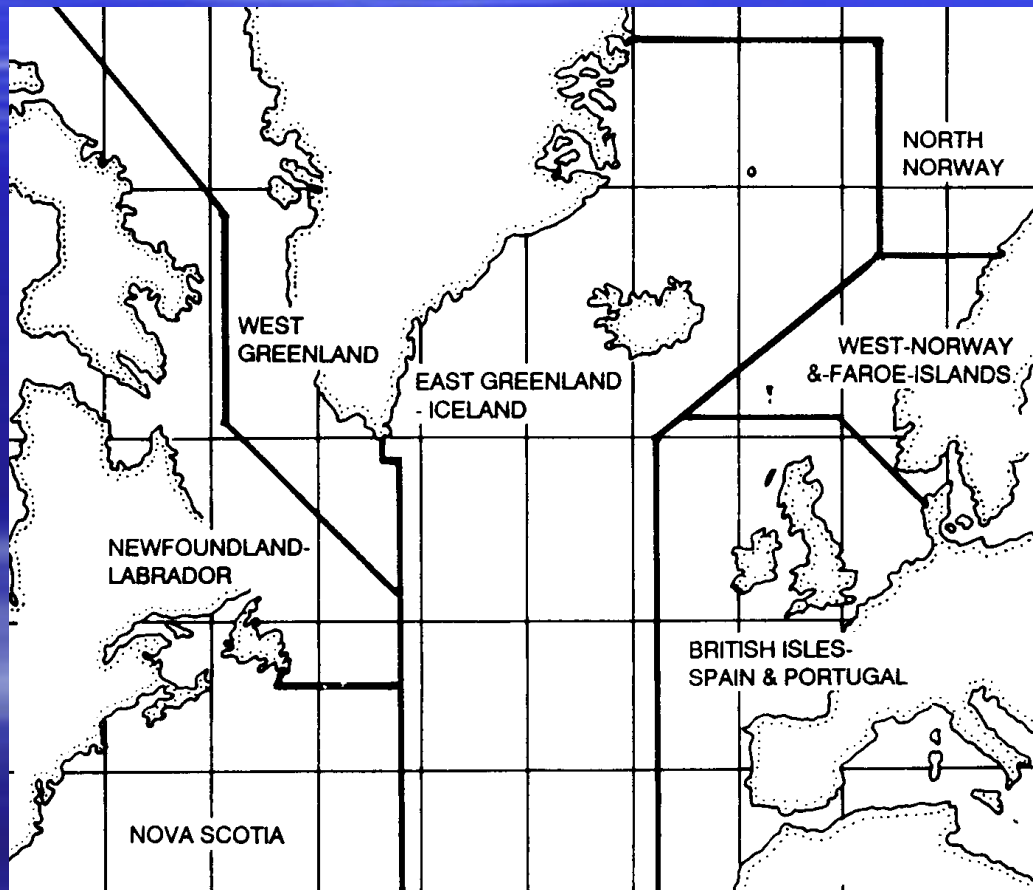 NORTH
NORWAY
WEST
GREENLAND
EAST GREENLAND
- ICELAND
WEST-NORWAY
&-FAROE-ISLANDS
NEWFOUNDLAND-
LABRADOR
BRITISH ISLES-
SPAIN & PORTUGAL
NOVA SCOTIA